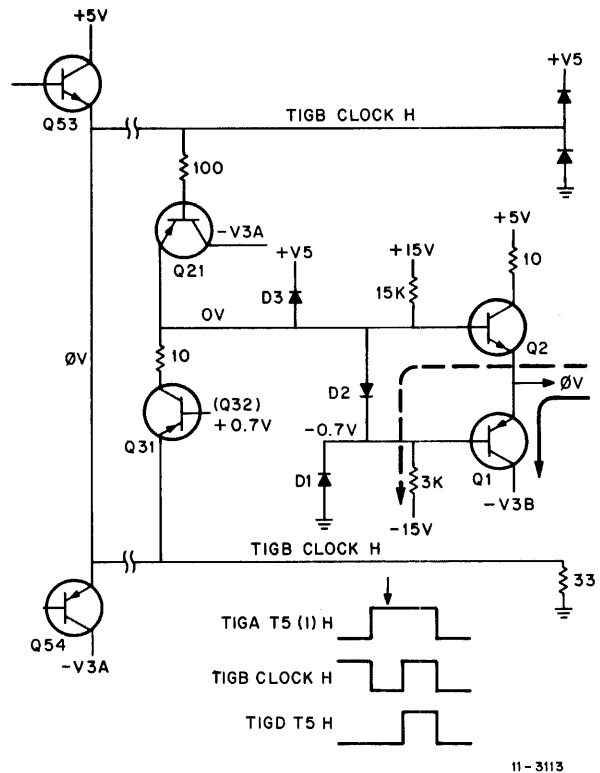 +5V
Q53
TIGB CLOCK H
+V5
100
-V3A
Q21
+V5
+15V
+5V
10
D3
15K
0V
Q2
10
ØV
D2
ØV
(Q32)
+0.7V
-0.7V
Q31
D1
3K
Q1
-15V
-V3B
TIGB CLOCK H
33
Q54
-V3A
TIGA T5 (1) H
TIGB CLOCK H
TIGD T5 H
11-3113